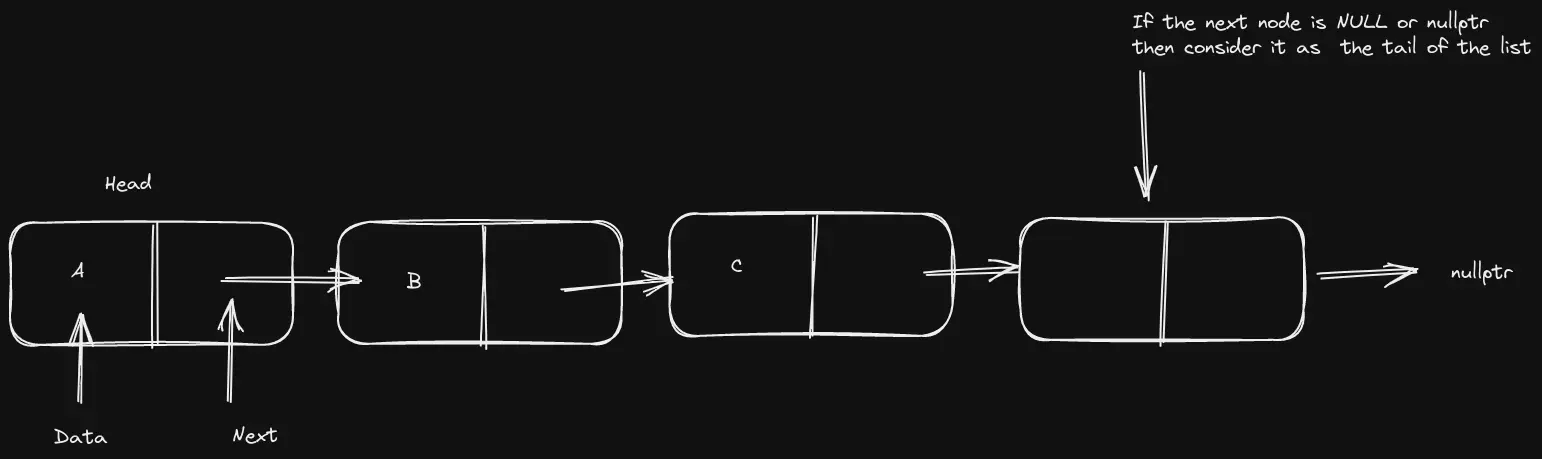 If the next node is NULL or nullptr
then consider it as the tail of the list
Head
A
B
C
nullptr
Data
Next